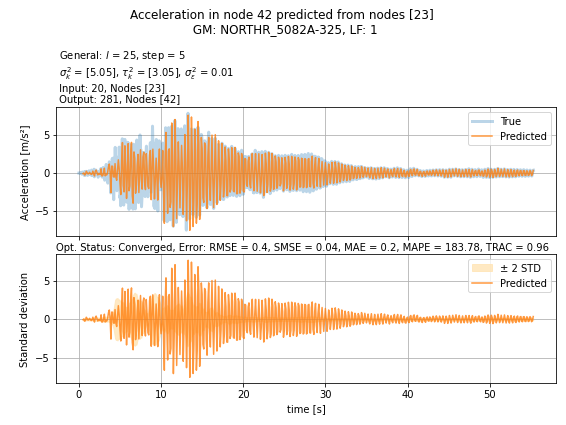 Acceleration in node 42 predicted from nodes [23]
GM: NORTHR_5082A-325, LF: 1
General: l = 25, step = 5
σ²ₖ = [5.05], τ²ₖ = [3.05], σ²ε = 0.01
Input: 20, Nodes [23]
Output: 281, Nodes [42]
Acceleration [m/s²]
5
0
−5
True
Predicted
Opt. Status: Converged, Error: RMSE = 0.4, SMSE = 0.04, MAE = 0.2, MAPE = 183.78, TRAC = 0.96
Standard deviation
5
0
−5
± 2 STD
Predicted
0 10 20 30 40 50
time [s]